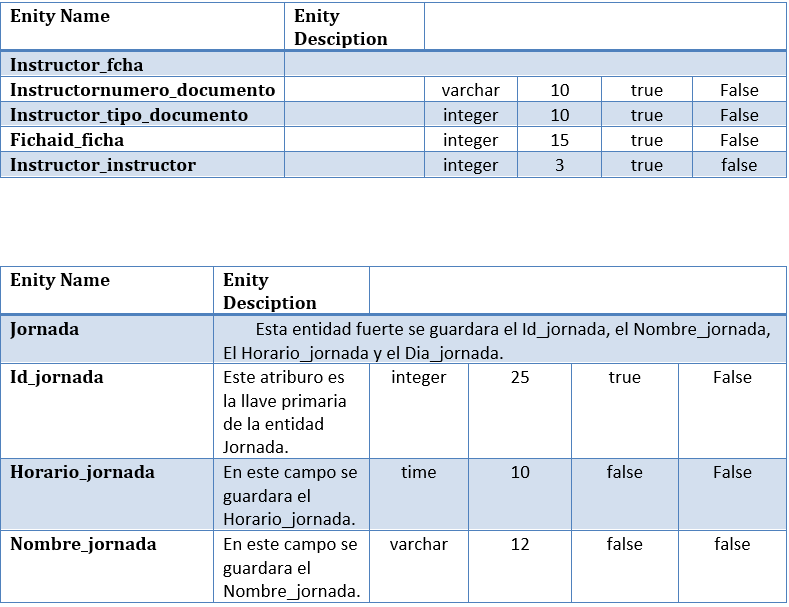 Enity Name Enity
Desciption
Instructor_fcha
Instructornumero_documento varchar 10 true False
Instructor_tipo_documento integer 10 true False
Fichaid_ficha integer 15 true False
Instructor_instructor integer 3 true false
Enity Name Enity
Desciption
Jornada Esta entidad fuerte se guardara el Id_jornada, el Nombre_jornada,
El Horario_jornada y el Dia_jornada.
Id_jornada Este atriburo es integer 25 true False
la llave primaria
de la entidad
Jornada.
Horario_jornada En este campo se time 10 false False
guardara el
Horario_jornada.
Nombre_jornada En este campo se varchar 12 false false
guardara el
Nombre_jornada.